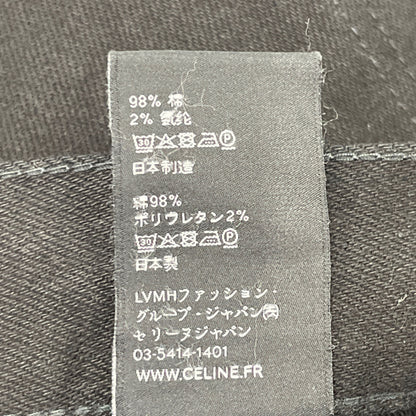 98% 棉
2% 氨纶
30 P
日本制造
綿98%
ポリウレタン2%
30 P
日本製
LVMHファッション・
グループ・ジャパン㈱
セリーヌジャパン
03-5414-1401
WWW.CELINE.FR